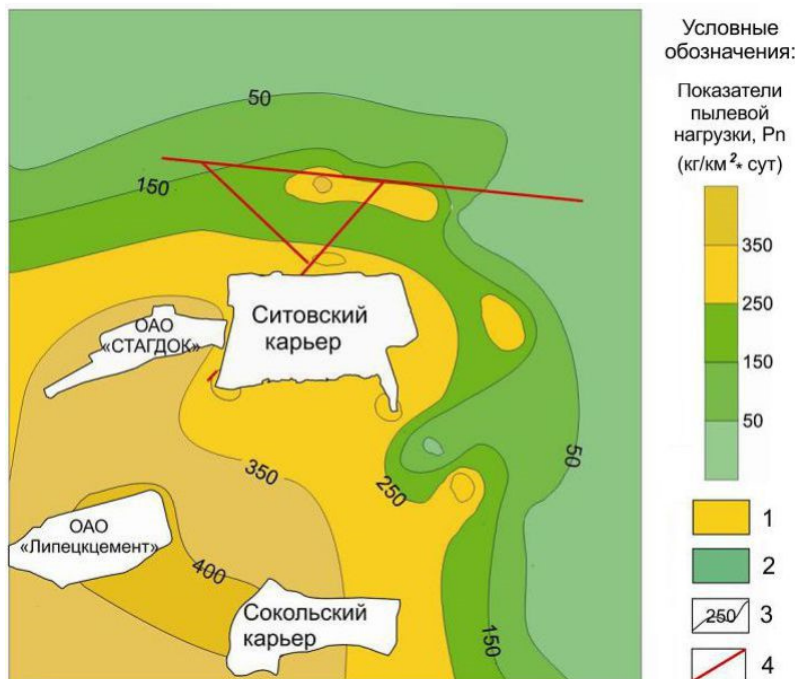 50
150
ОАО
«СТАГДОК»
Ситовский
карьер
350
250
50
ОАО
«Липецкцемент»
400
Сокольский
карьер
150
Условные
обозначения:
Показатели
пылевой
нагрузки, Pn
(кг/км²* сут)
350
250
150
50
1
2
250 3
4